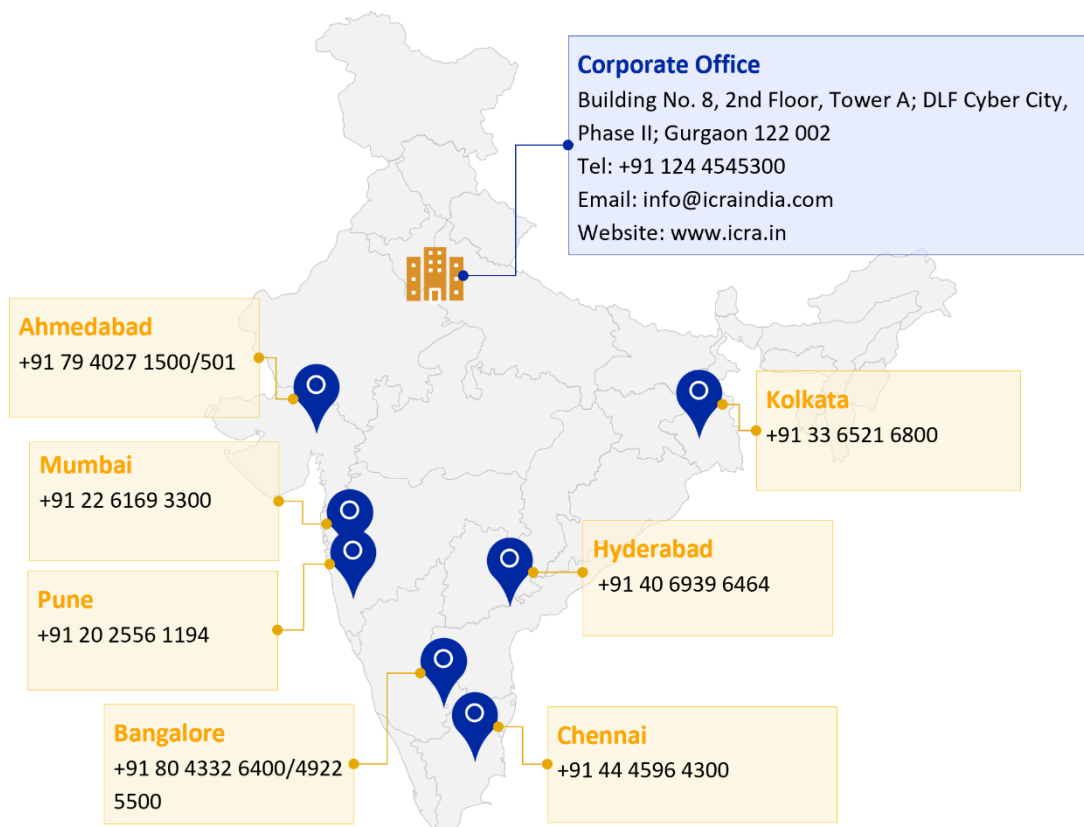 Corporate Office
Building No. 8, 2nd Floor, Tower A; DLF Cyber City,
Phase II; Gurgaon 122 002
Tel: +91 124 4545300
Email: info@icraindia.com
Website: www.icra.in
Ahmedabad
+91 79 4027 1500/501
Kolkata
+91 33 6521 6800
Mumbai
+91 22 6169 3300
Hyderabad
+91 40 6939 6464
Pune
+91 20 2556 1194
Bangalore
+91 80 4332 6400/4922
5500
Chennai
+91 44 4596 4300